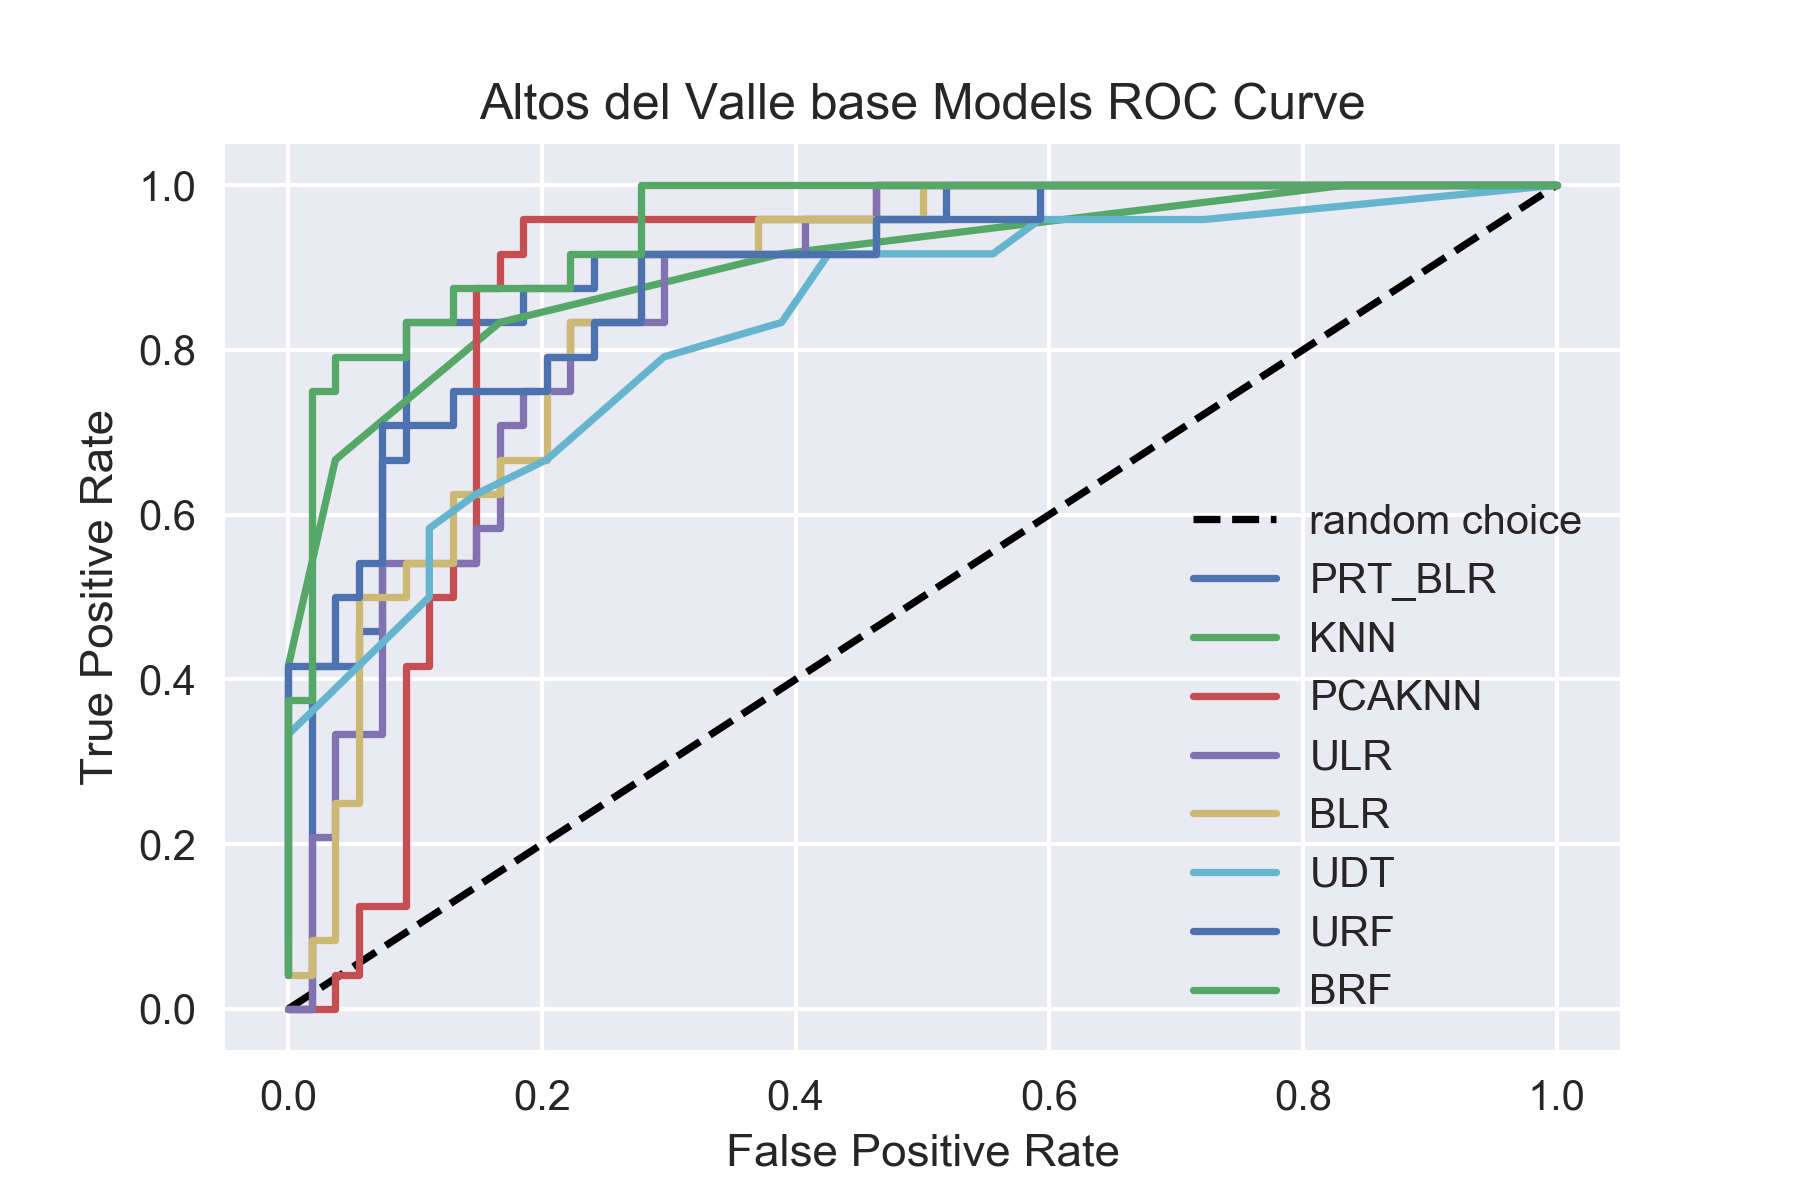 Altos del Valle base Models ROC Curve
True Positive Rate
1.0
0.8
0.6
0.4
0.2
0.0
random choice
PRT_BLR
KNN
PCAKNN
ULR
BLR
UDT
URF
BRF
0.0 0.2 0.4 0.6 0.8 1.0
False Positive Rate